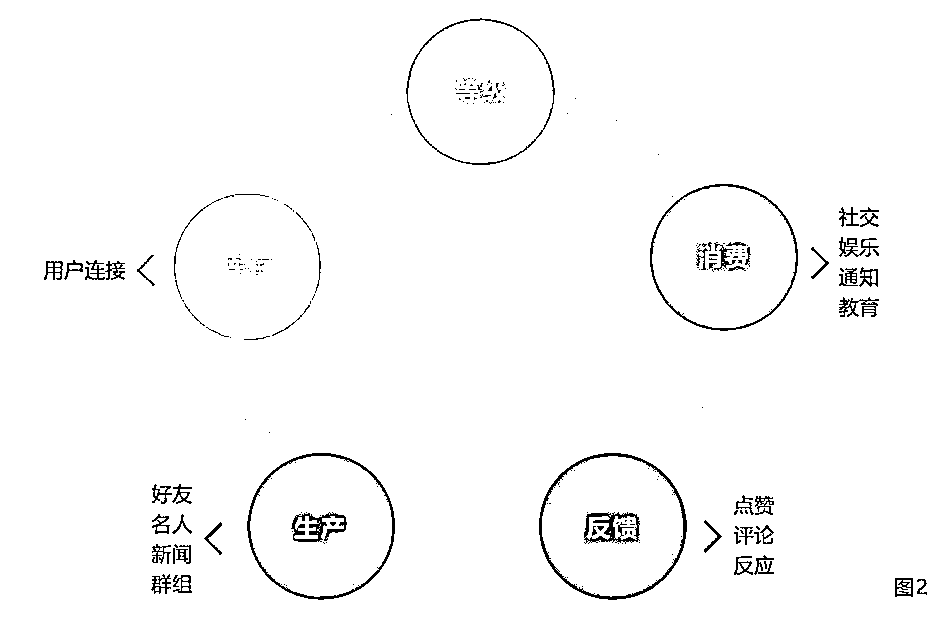 等级
用户连接
消费
社交
娱乐
通知
教育
好友
名人
新闻
群组
生产
反馈
点赞
评论
反应
图2